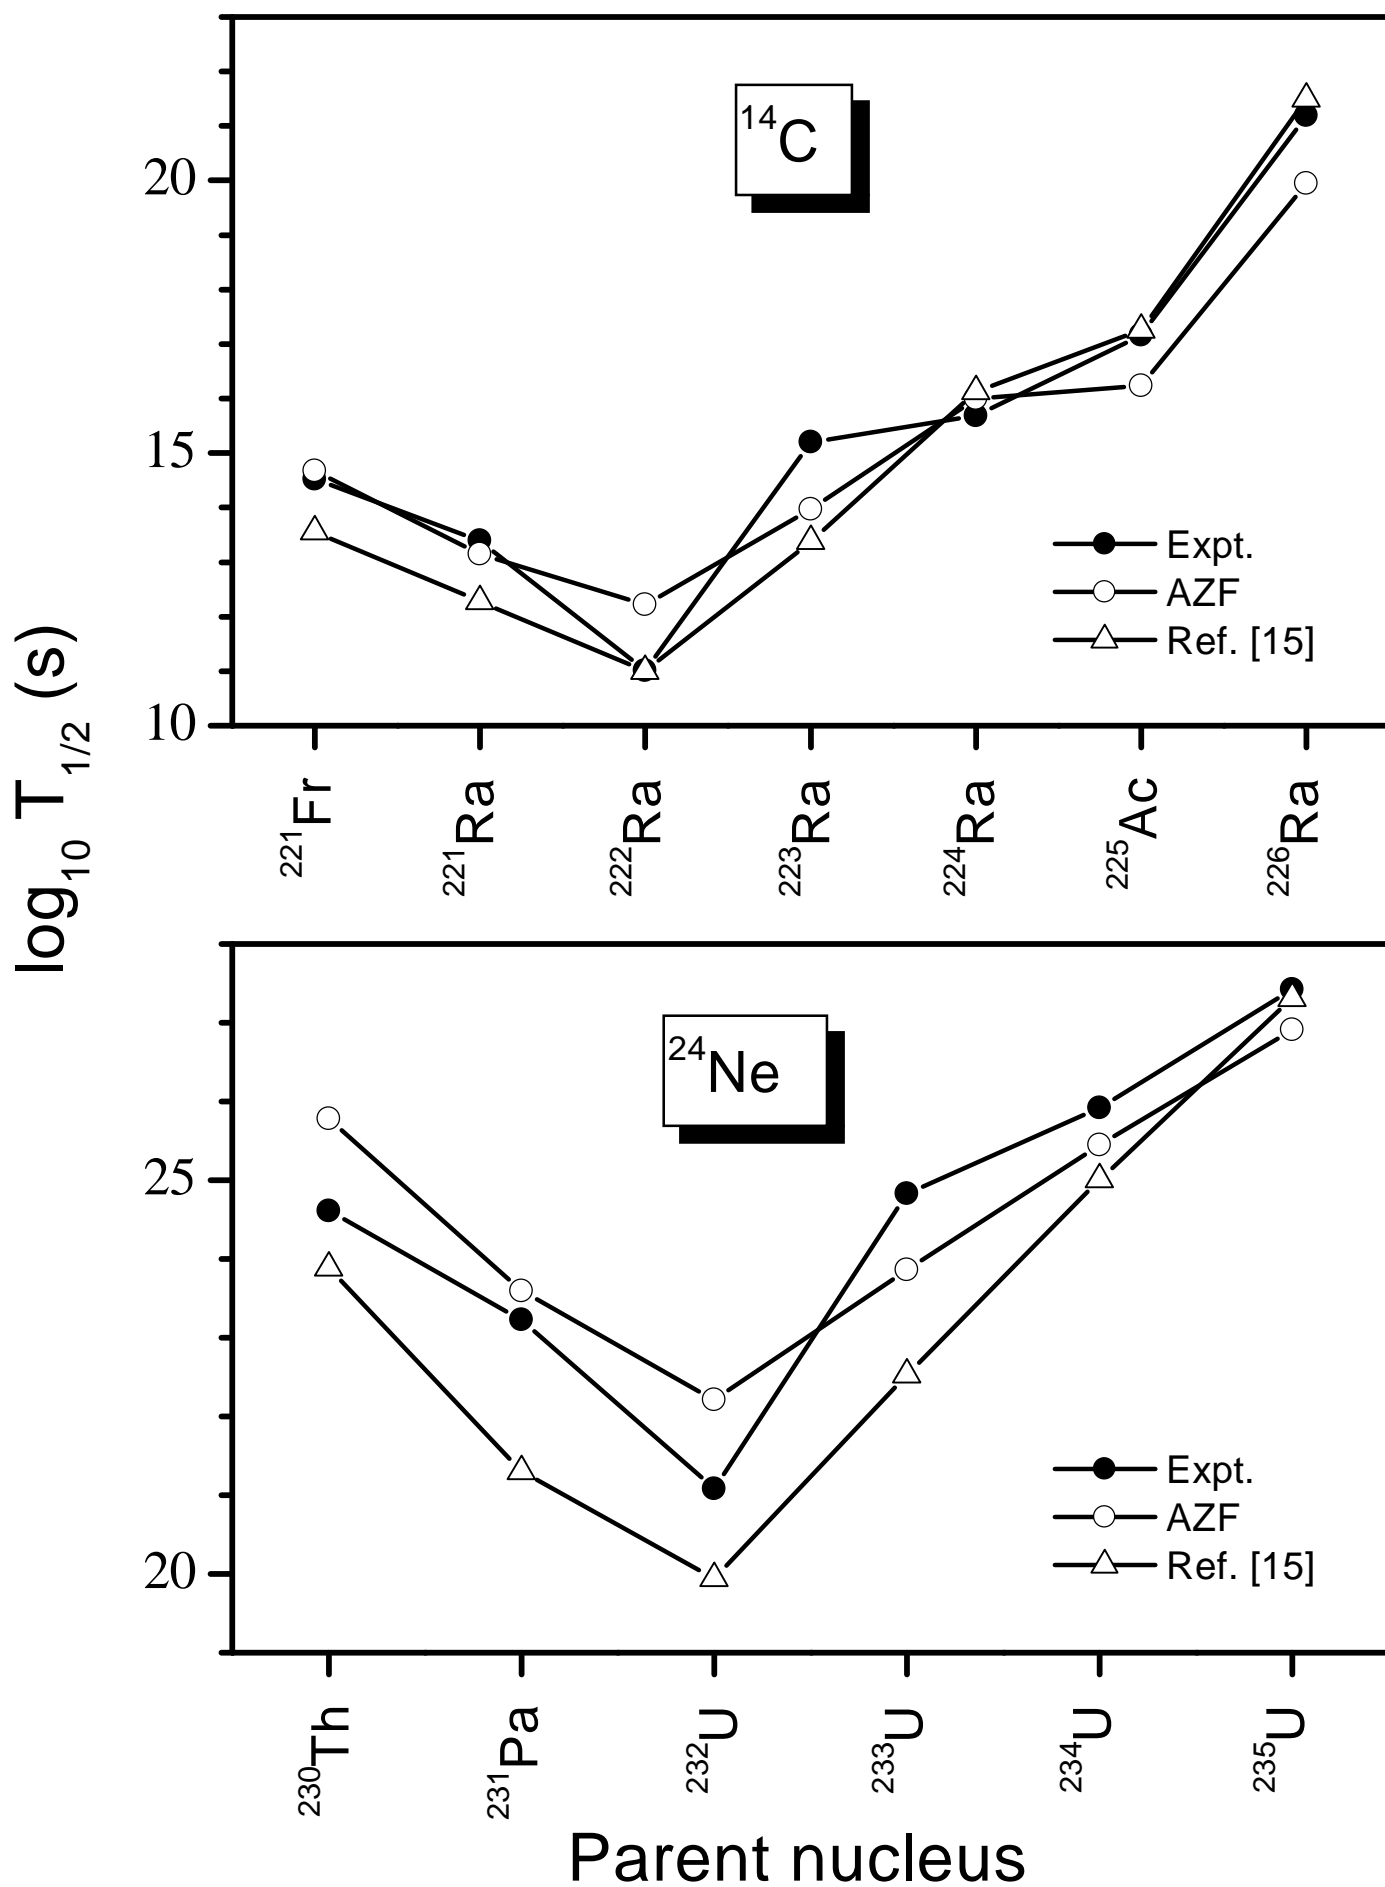 log10 T1/2 (s)
14C
20
15
10
Expt.
AZF
Ref. [15]
221Fr
221Ra
222Ra
223Ra
224Ra
225Ac
226Ra
24Ne
25
20
Expt.
AZF
Ref. [15]
230Th
231Pa
232U
233U
234U
235U
Parent nucleus